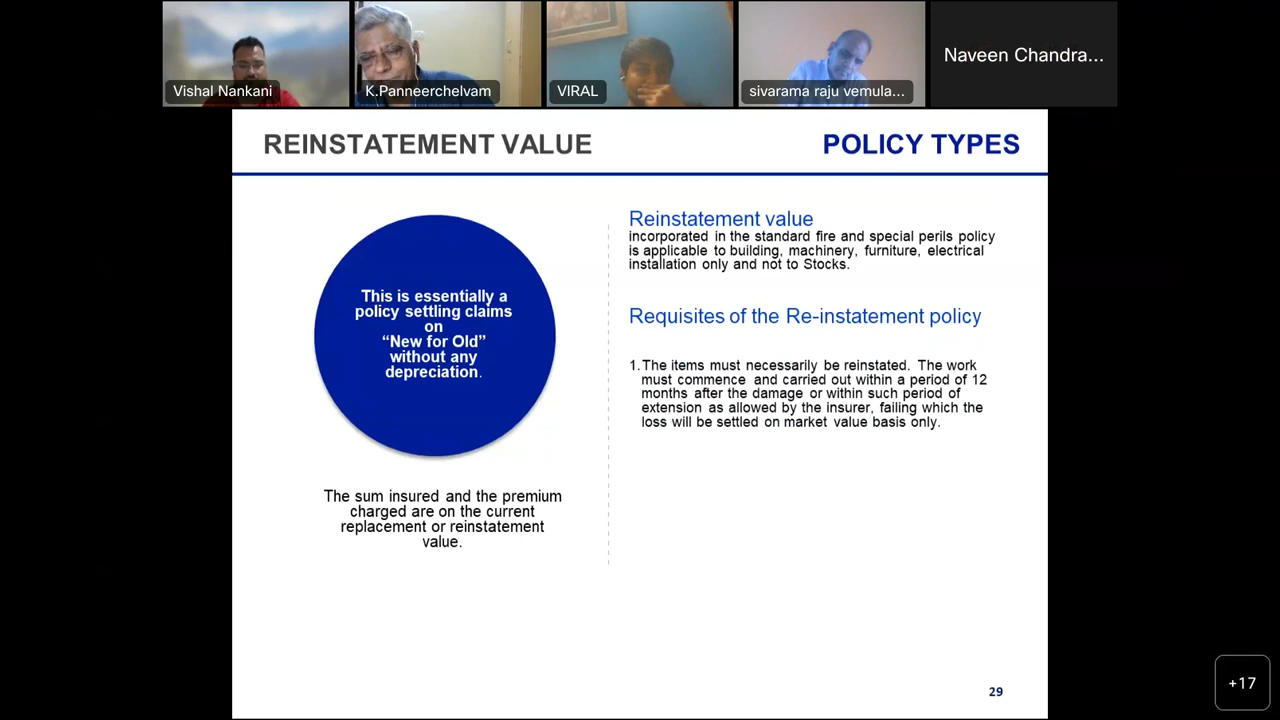 Vishal Nankani
K.Panneerchelvam
VIRAL
sivarama raju vemula...
Naveen Chandra...
REINSTATEMENT VALUE
POLICY TYPES
This is essentially a
policy settling claims
on
“New for Old”
without any
depreciation.
The sum insured and the premium
charged are on the current
replacement or reinstatement
value.
Reinstatement value
incorporated in the standard fire and special perils policy
is applicable to building, machinery, furniture, electrical
installation only and not to Stocks.
Requisites of the Re-instatement policy
1. The items must necessarily be reinstated. The work
must commence and carried out within a period of 12
months after the damage or within such period of
extension as allowed by the insurer, failing which the
loss will be settled on market value basis only.
29
+17